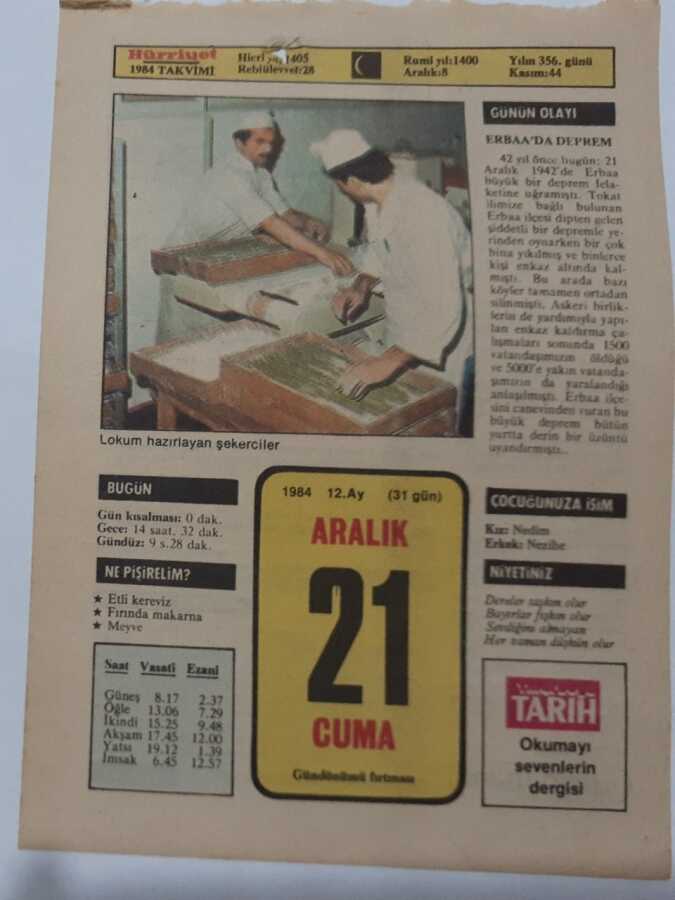 Hürriyet
1984 TAKVİMİ
Hicri 1405
Rebiülevvel:28
Rumi yıl:1400
Aralık:8
Yılın 356. günü
Kasım:44
Lokum hazırlayan şekerciler
GÜNÜN OLAYI
ERBAA'DA DEPREM
42 yıl önce bugün: 21
Aralık 1942'de Erbaa
büyük bir deprem fela-
ketine uğramıştı. Tokat
ilimize bağlı bulunan
Erbaa ilçesi dipten gelen
şiddetli bir depremle ye-
rinden oynarken bir çok
bina yıkılmış ve binlerce
kişi enkaz altında kal-
mıştı. Bu arada bazı
köyler tamamen ortadan
silinmişti. Askeri birlik-
lerin de yardımıyla yapı-
lan enkaz kaldırma ça-
lışmaları sonunda 1500
vatandaşımızın öldüğü
ve 5000'e yakın vatanda-
şımızın da yaralandığı
anlaşılmıştı. Erbaa ilçe-
sini canevinden vuran bu
büyük deprem bütün
yurtta derin bir üzüntü
uyandırmıştı..
BUGÜN
Gün kısalması: 0 dak.
Gece: 14 saat. 32 dak.
Gündüz: 9 s.28 dak.
NE PİŞİRELİM?
★ Etli kereviz
★ Fırında makarna
★ Meyve
Saat Vasati Ezani
Güneş 8.17 2.37
Öğle 13.06 7.29
İkindi 15.25 9.48
Akşam 17.45 12.00
Yatsı 19.12 1.39
İmsak 6.45 12.57
1984 12.Ay (31 gün)
ARALIK
21
CUMA
Gündönümü fırtınası
ÇOCUĞUNUZA İSİM
Kız: Nedim
Erkek: Nezihe
NİYETİNİZ
Dereler taşkın olur
Bayırlar fışkın olur
Sevdiğini almayan
Her zaman düşkün olur
TARİH
Okumayı
sevenlerin
dergisi